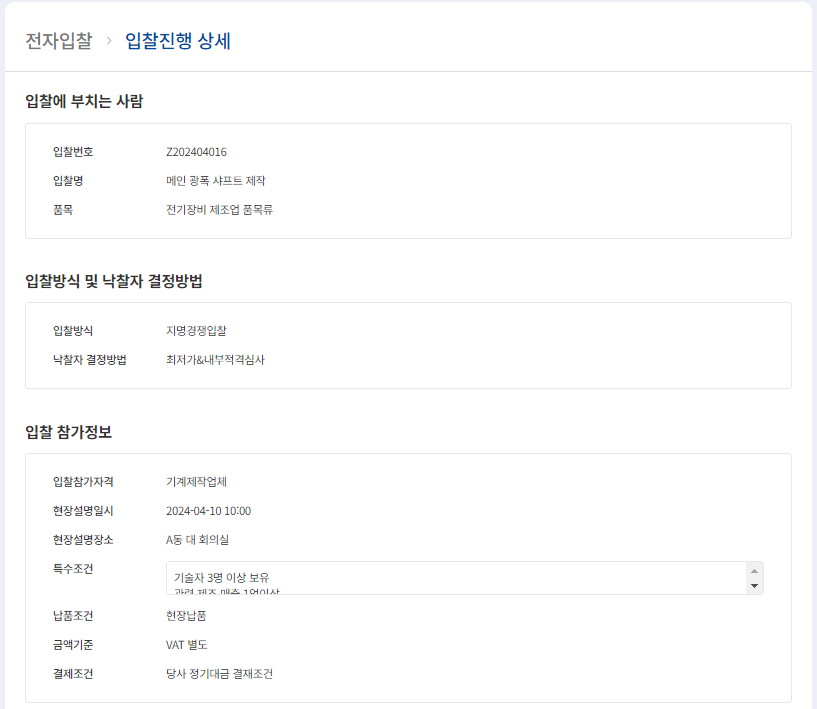 전자입찰 > 입찰진행 상세
입찰에 부치는 사람
입찰번호 Z202404016
입찰명 메인 광폭 샤프트 제작
품목 전기장비 제조업 품목류
입찰방식 및 낙찰자 결정방법
입찰방식 지명경쟁입찰
낙찰자 결정방법 최저가&내부적격심사
입찰 참가정보
입찰참가자격 기계제작업체
현장설명일시 2024-04-10 10:00
현장설명장소 A동 대 회의실
특수조건 기술자 3명 이상 보유
관련 제조 매출 1억이상
납품조건 현장납품
금액기준 VAT 별도
결제조건 당사 정기대금 결재조건